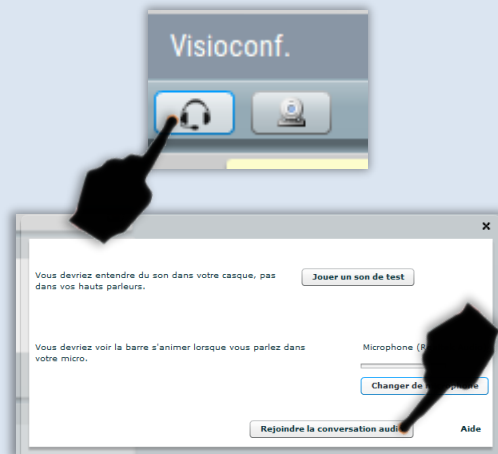 Visioconf.
Vous devriez entendre du son dans votre casque, pas
dans vos hauts parleurs.
Jouer un son de test
Vous devriez voir la barre s'animer lorsque vous parlez dans
votre micro.
Microphone
Changer de
Rejoindre la conversation
Aide